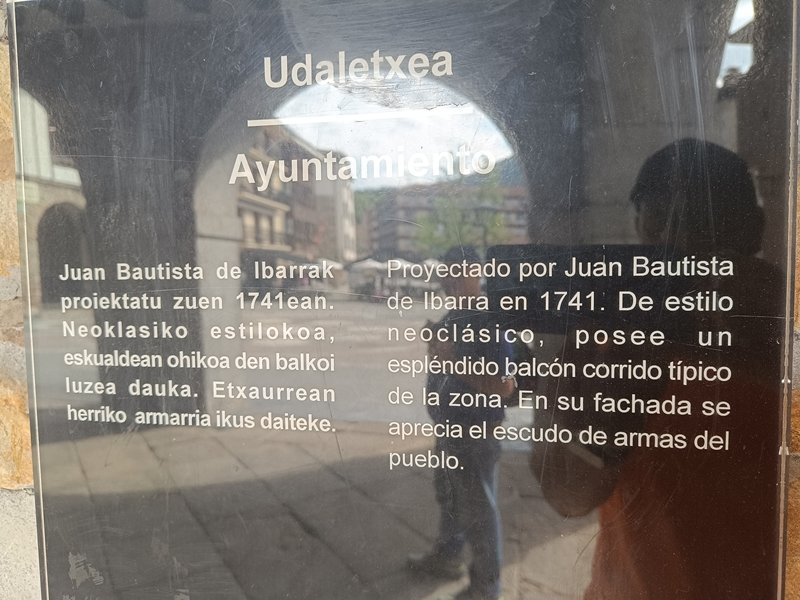 Udaletxea
Ayuntamiento
Juan Bautista de Ibarrak
proiektatu zuen 1741ean.
Neoklasiko estilokoa,
eskualdean ohikoa den balkoi
luzea dauka. Etxaurrean
herriko armarria ikus daiteke.
Proyectado por Juan Bautista
de Ibarra en 1741. De estilo
neoclásico, posee un
espléndido balcón corrido típico
de la zona. En su fachada se
aprecia el escudo de armas del
pueblo.